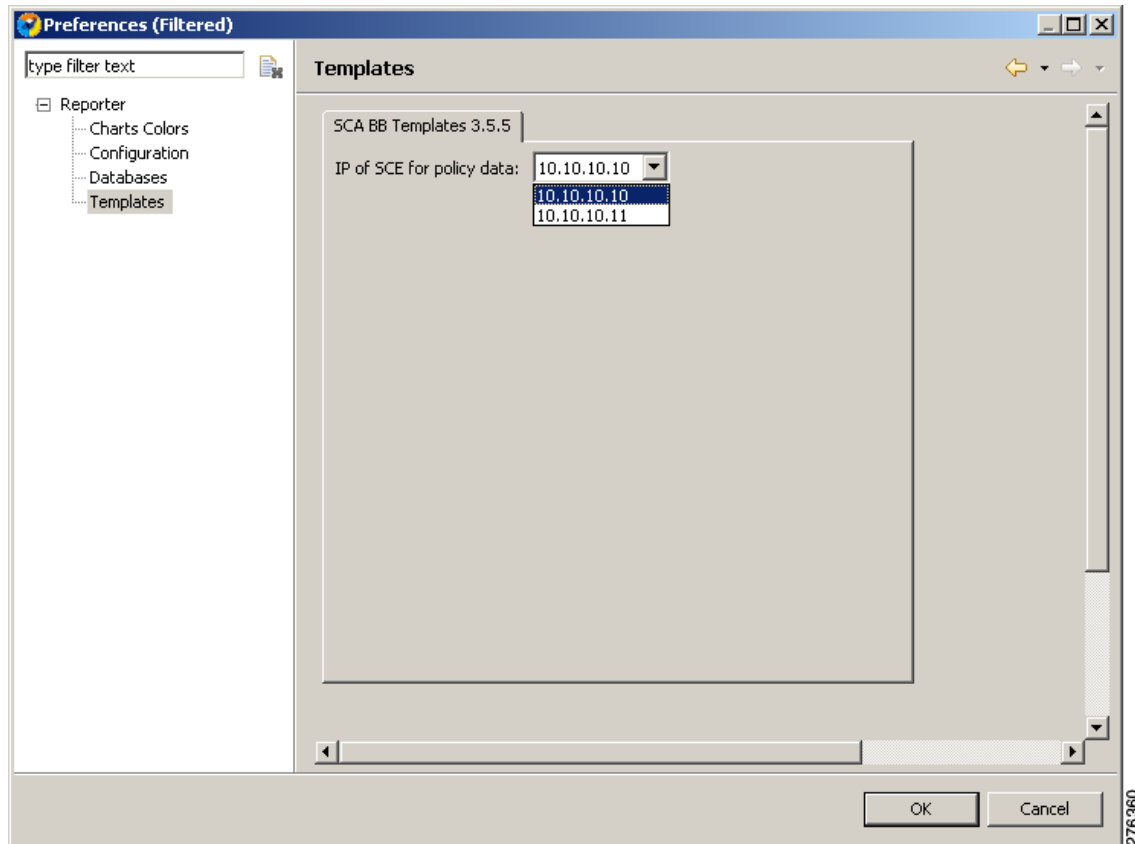 Preferences (Filtered)
type filter text
Templates
Reporter
Charts Colors
Configuration
Databases
Templates
SCA BB Templates 3.5.5
IP of SCE for policy data: 10.10.10.10
10.10.10.10
10.10.10.11
OK
Cancel
276360